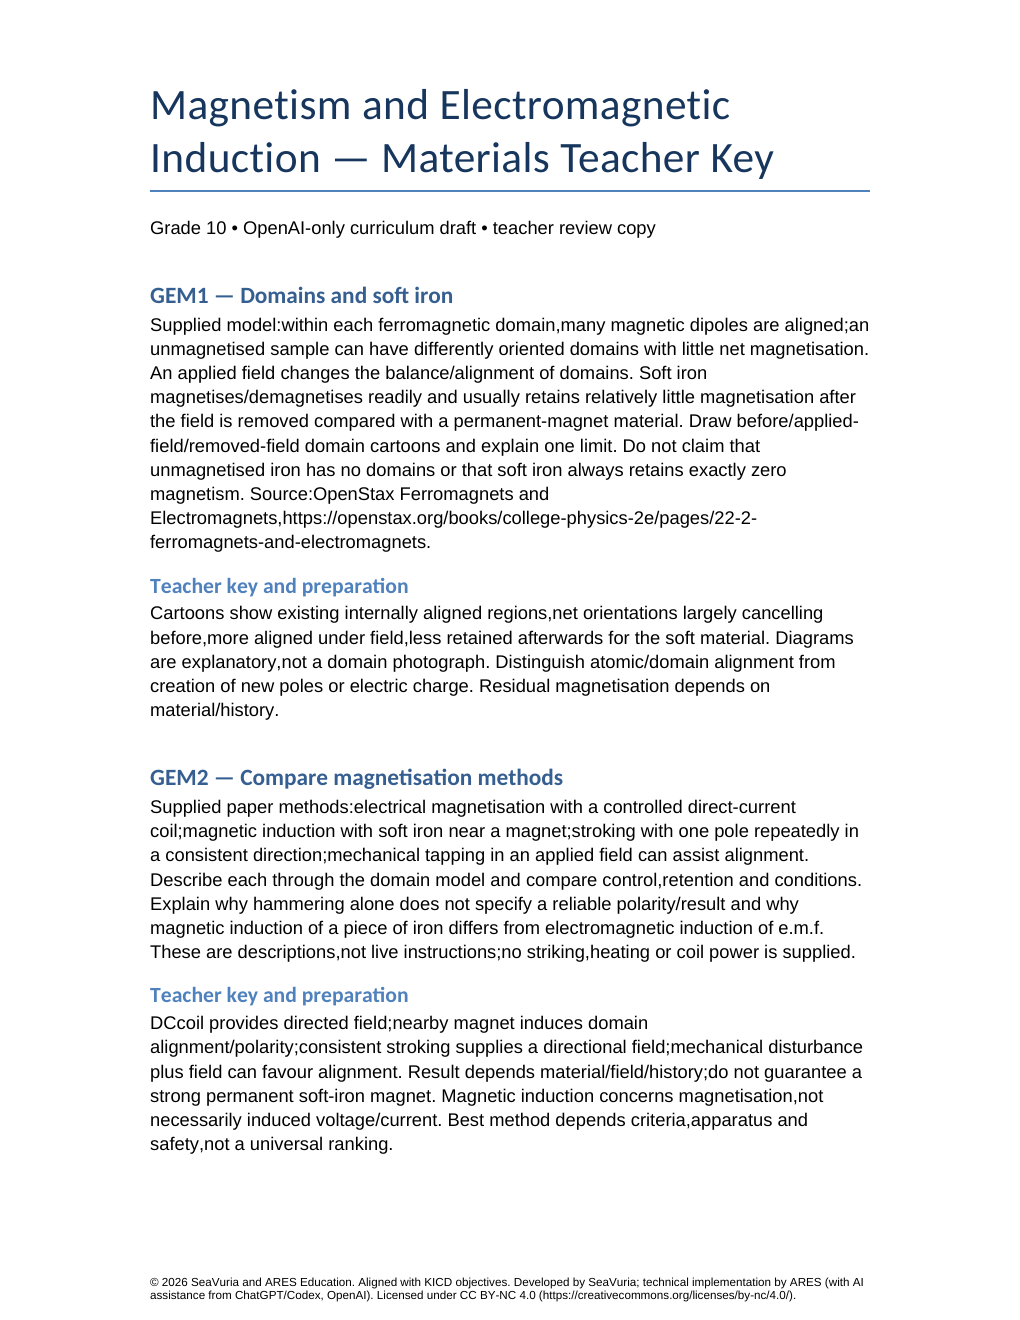 Magnetism and Electromagnetic
Induction — Materials Teacher Key
Grade 10 • OpenAI-only curriculum draft • teacher review copy
GEM1 — Domains and soft iron
Supplied model:within each ferromagnetic domain,many magnetic dipoles are aligned;an
unmagnetised sample can have differently oriented domains with little net magnetisation.
An applied field changes the balance/alignment of domains. Soft iron
magnetises/demagnetises readily and usually retains relatively little magnetisation after
the field is removed compared with a permanent-magnet material. Draw before/applied-
field/removed-field domain cartoons and explain one limit. Do not claim that
unmagnetised iron has no domains or that soft iron always retains exactly zero
magnetism. Source:OpenStax Ferromagnets and
Electromagnets,https://openstax.org/books/college-physics-2e/pages/22-2-
ferromagnets-and-electromagnets.
Teacher key and preparation
Cartoons show existing internally aligned regions,net orientations largely cancelling
before,more aligned under field,less retained afterwards for the soft material. Diagrams
are explanatory,not a domain photograph. Distinguish atomic/domain alignment from
creation of new poles or electric charge. Residual magnetisation depends on
material/history.
GEM2 — Compare magnetisation methods
Supplied paper methods:electrical magnetisation with a controlled direct-current
coil;magnetic induction with soft iron near a magnet;stroking with one pole repeatedly in
a consistent direction;mechanical tapping in an applied field can assist alignment.
Describe each through the domain model and compare control,retention and conditions.
Explain why hammering alone does not specify a reliable polarity/result and why
magnetic induction of a piece of iron differs from electromagnetic induction of e.m.f.
These are descriptions,not live instructions;no striking,heating or coil power is supplied.
Teacher key and preparation
DCcoil provides directed field;nearby magnet induces domain
alignment/polarity;consistent stroking supplies a directional field;mechanical disturbance
plus field can favour alignment. Result depends material/field/history;do not guarantee a
strong permanent soft-iron magnet. Magnetic induction concerns magnetisation,not
necessarily induced voltage/current. Best method depends criteria,apparatus and
safety,not a universal ranking.
© 2026 SeaVuria and ARES Education. Aligned with KICD objectives. Developed by SeaVuria; technical implementation by ARES (with AI
assistance from ChatGPT/Codex, OpenAI). Licensed under CC BY-NC 4.0 (https://creativecommons.org/licenses/by-nc/4.0/).